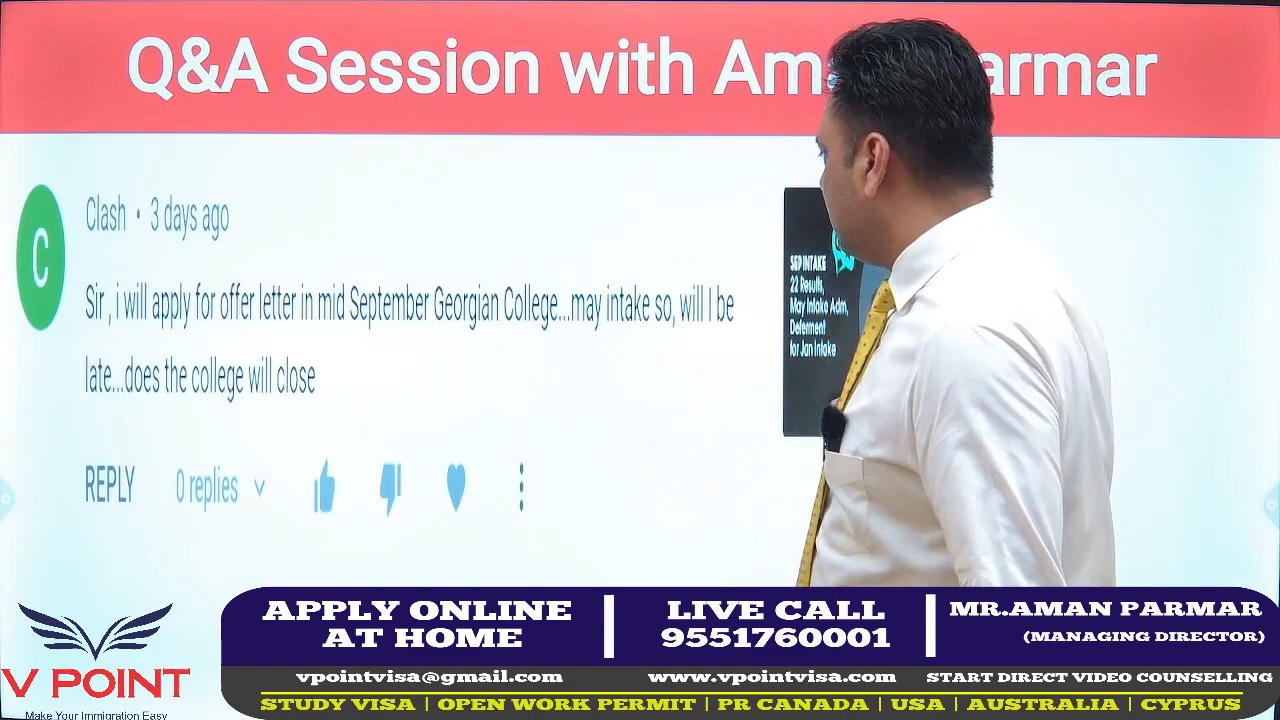 Q&A Session with Am armar
C
Clash • 3 days ago
Sir , i will apply for offer letter in mid September Georgian College...may intake so, will I be
late...does the college will close
REPLY 0 replies
SEP INTAKE
22 Results,
May Intake Adm,
Deferment
for Jan Intake
APPLY ONLINE
AT HOME
LIVE CALL
9551760001
MR.AMAN PARMAR
(MANAGING DIRECTOR)
V POINT
Make Your Immigration Easy
vpointvisa@gmail.com
www.vpointvisa.com
START DIRECT VIDEO COUNSELLING
STUDY VISA | OPEN WORK PERMIT | PR CANADA | USA | AUSTRALIA | CYPRUS